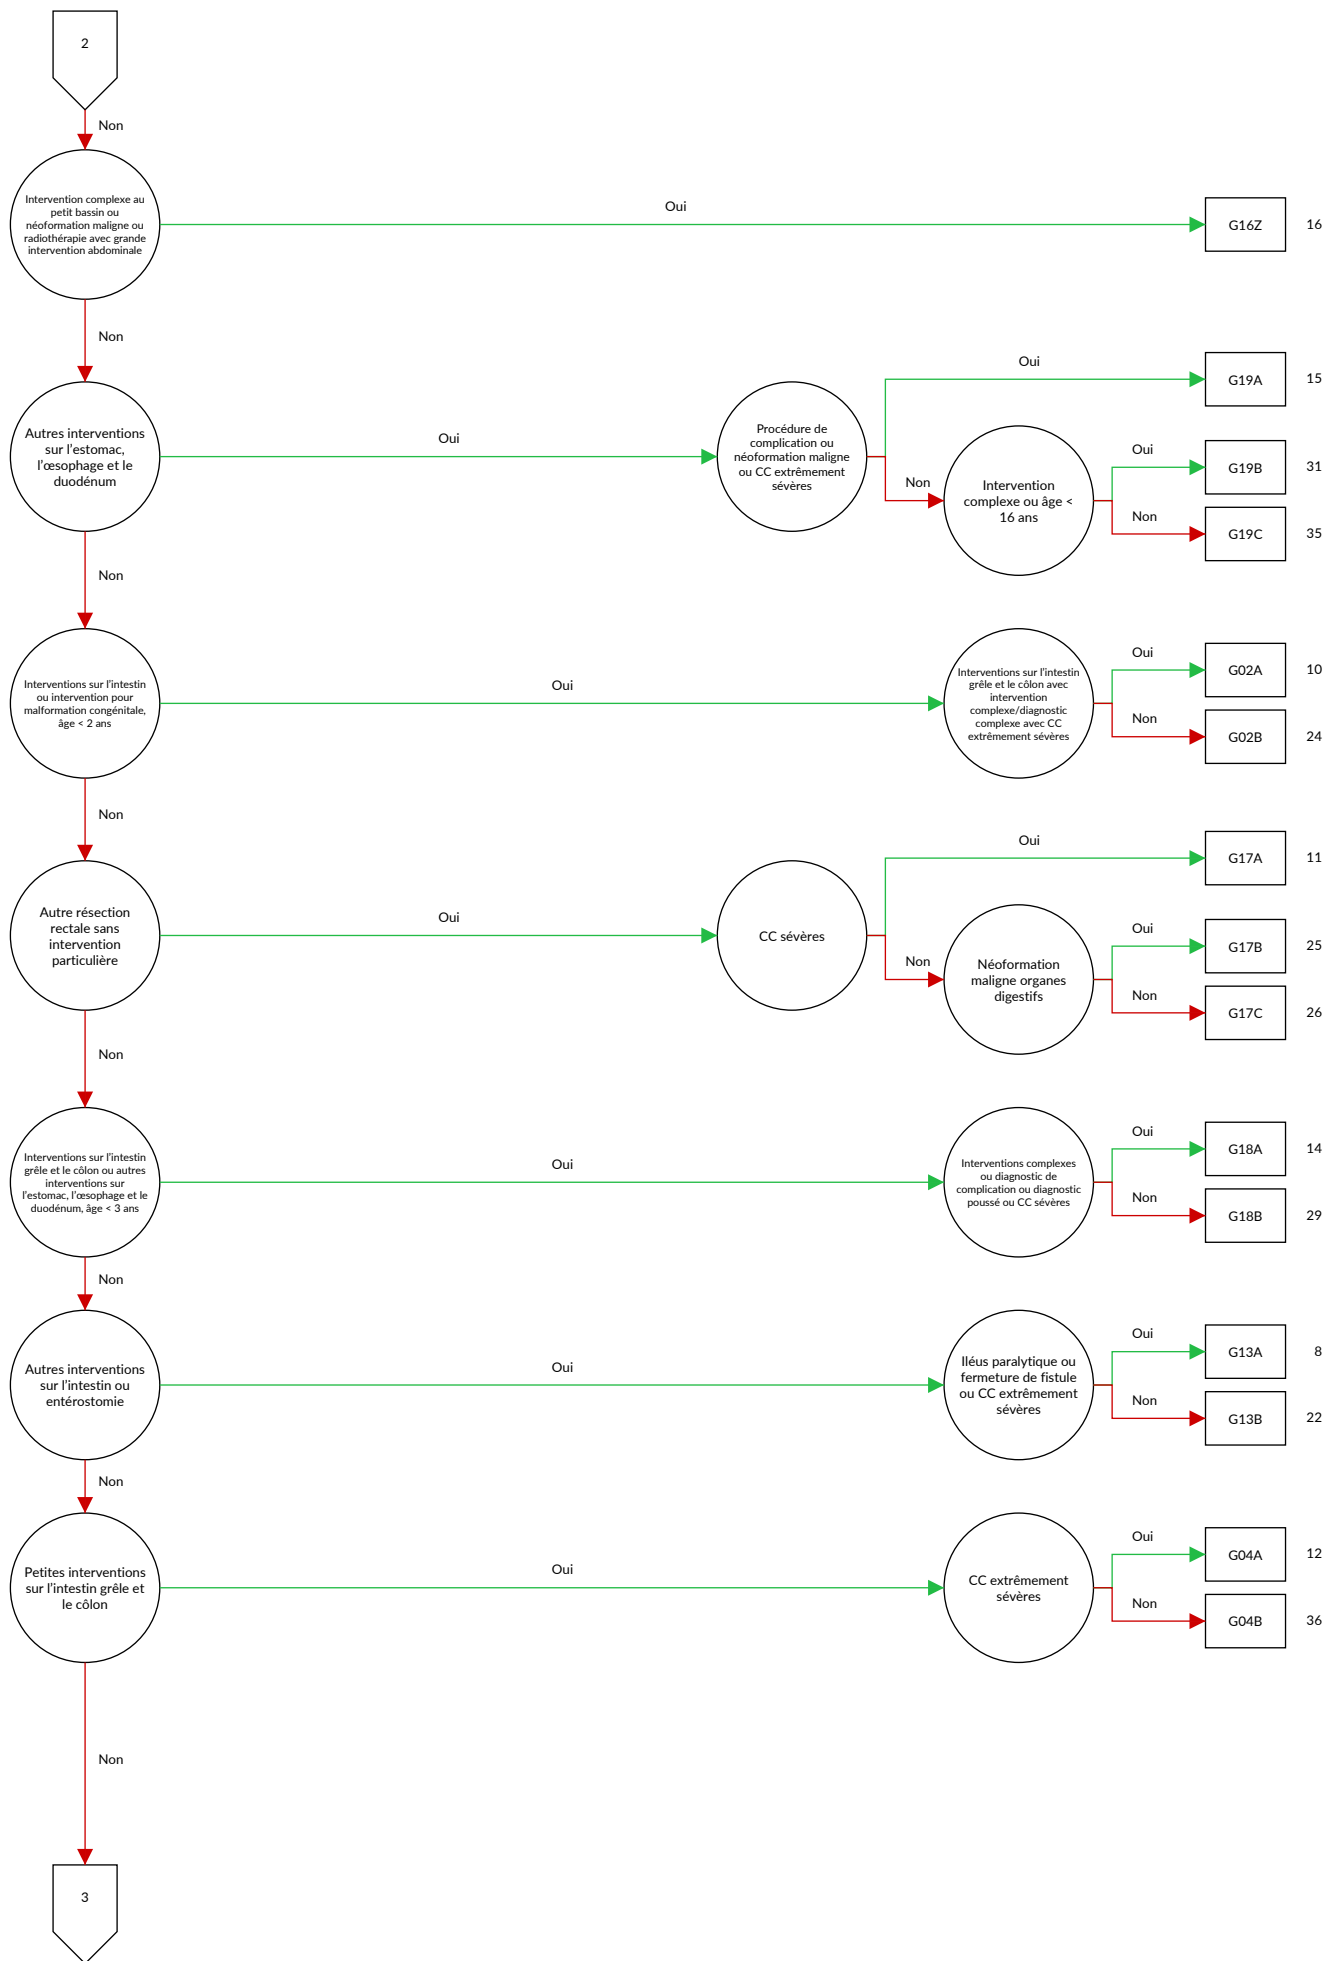 2
Non
Intervention complexe au
petit bassin ou
néoformation maligne ou
radiothérapie avec grande
intervention abdominale
Oui
G16Z
16
Non
Autres interventions
sur l'estomac,
l'œsophage et le
duodénum
Oui
Procédure de
complication ou
néoformation maligne
ou CC extrêmement
sévères
Oui
G19A
15
Non
Intervention
complexe ou âge <
16 ans
Oui
G19B
31
Non
G19C
35
Non
Interventions sur l'intestin
ou intervention pour
malformation congénitale,
âge < 2 ans
Oui
Interventions sur l'intestin
grêle et le côlon avec
intervention
complexe/diagnostic
complexe avec CC
extrêmement sévères
Oui
G02A
10
Non
G02B
24
Non
Autre résection
rectale sans
intervention
particulière
Oui
CC sévères
Oui
G17A
11
Non
Néoformation
maligne organes
digestifs
Oui
G17B
25
Non
G17C
26
Non
Interventions sur l'intestin
grêle et le côlon ou autres
interventions sur
l'estomac, l'œsophage et le
duodénum, âge < 3 ans
Oui
Interventions complexes
ou diagnostic de
complication ou diagnostic
poussé ou CC sévères
Oui
G18A
14
Non
G18B
29
Non
Autres interventions
sur l'intestin ou
entérostomie
Oui
Iléus paralytique ou
fermeture de fistule
ou CC extrêmement
sévères
Oui
G13A
8
Non
G13B
22
Non
Petites interventions
sur l'intestin grêle et
le côlon
Oui
CC extrêmement
sévères
Oui
G04A
12
Non
G04B
36
Non
3